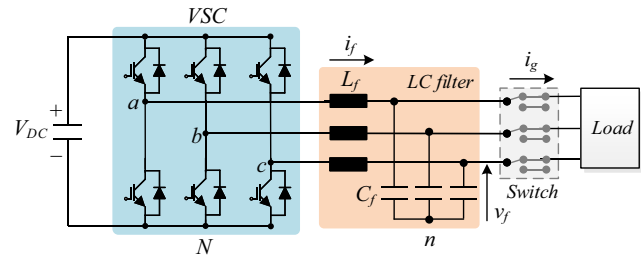 VSC
i_f
L_f
LC filter
i_g
a
b
c
+
V_DC
−
Load
C_f
Switch
v_f
N
n